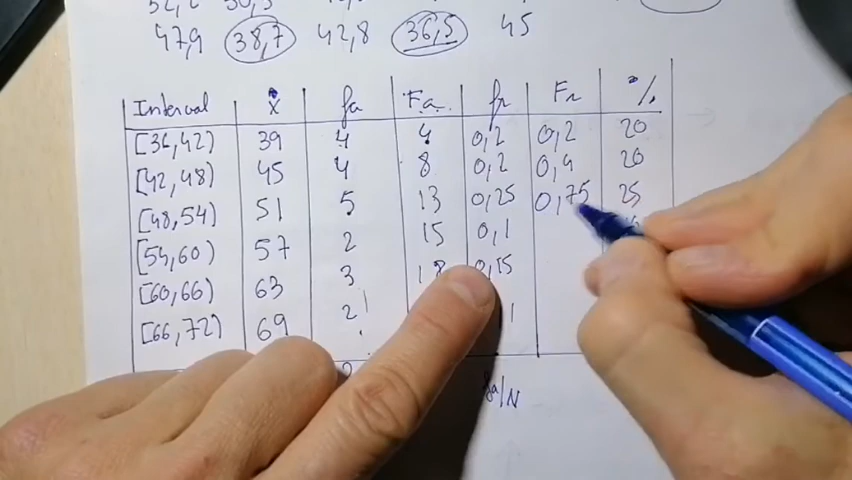 47,9 38,7 42,8 36,5 45
Interval x fa Fa fr Fr %
[36,42) 39 4 4 0,2 0,2 20
[42,48) 45 4 8 0,2 0,4 20
[48,54) 51 5 13 0,25 0,75 25
[54,60) 57 2 15 0,1
[60,66) 63 3 18 0,15
[66,72) 69 2 1
fa/N